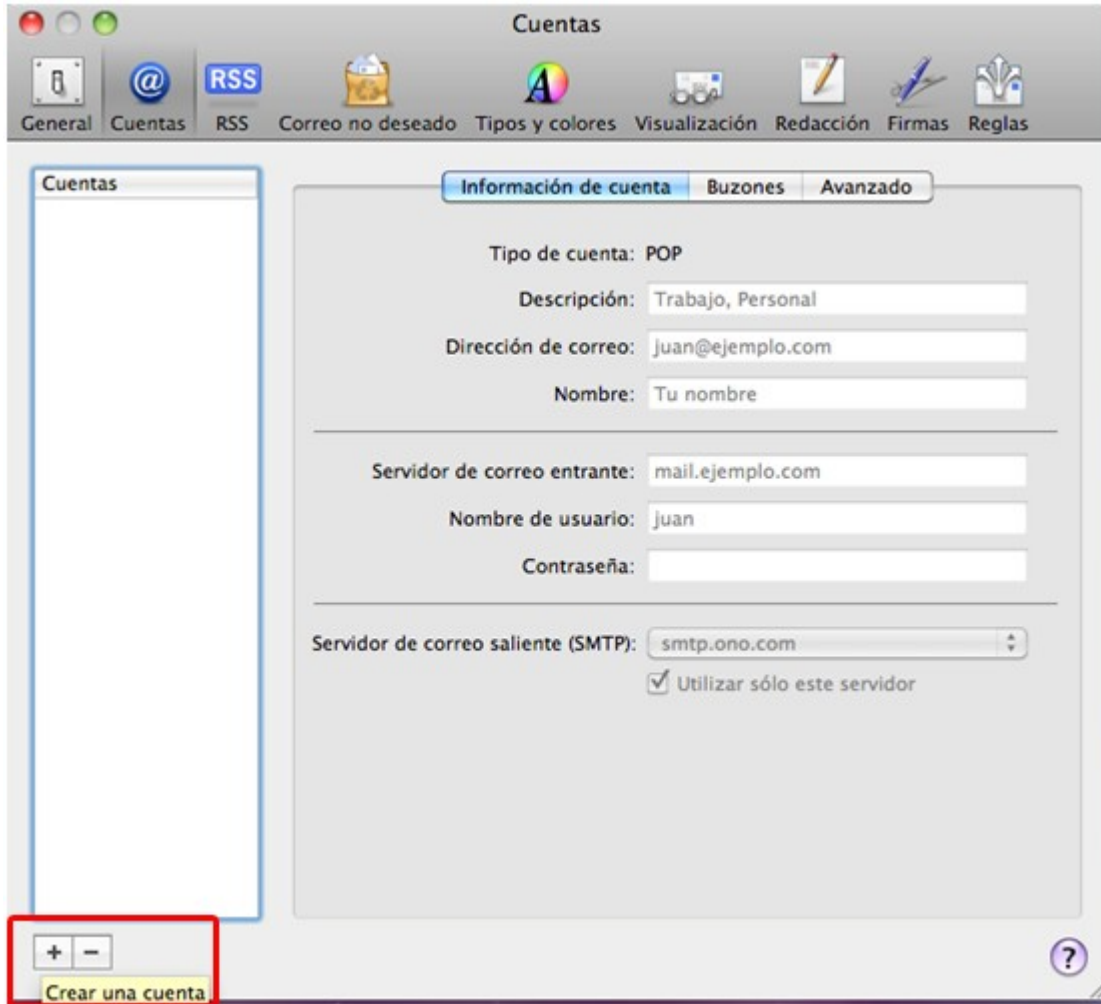 Cuentas
RSS
General Cuentas RSS Correo no deseado Tipos y colores Visualización Redacción Firmas Reglas
Cuentas
Información de cuenta Buzones Avanzado
Tipo de cuenta: POP
Descripción: Trabajo, Personal
Dirección de correo: juan@ejemplo.com
Nombre: Tu nombre
Servidor de correo entrante: mail.ejemplo.com
Nombre de usuario: juan
Contraseña:
Servidor de correo saliente (SMTP): smtp.ono.com
Utilizar sólo este servidor
+ −
?
Crear una cuenta